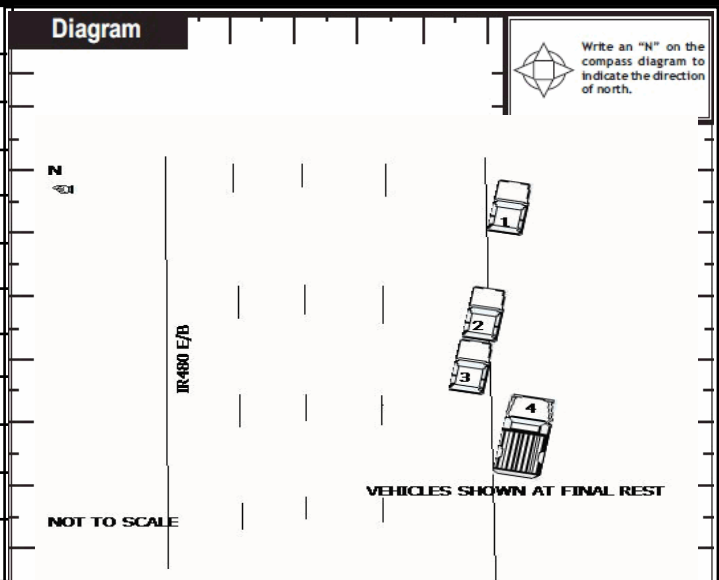 Diagram
Write an “N” on the
compass diagram to
indicate the direction
of north.
N
1
2
IR480 E/B
3
4
VEHICLES SHOWN AT FINAL REST
NOT TO SCALE